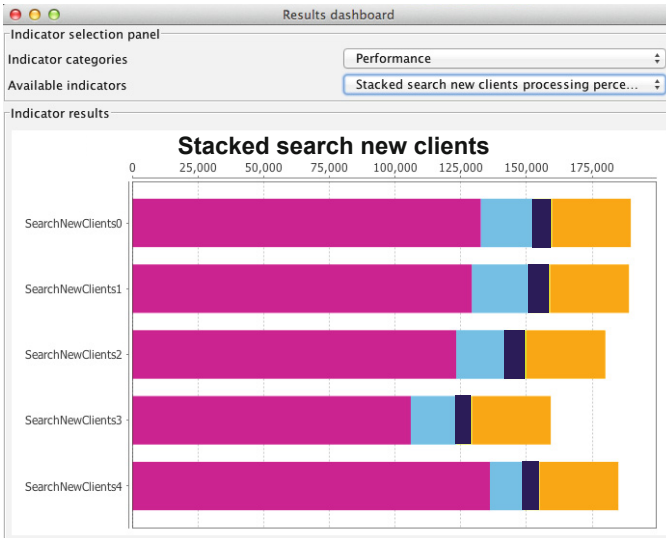 Results dashboard
Indicator selection panel
Indicator categories
Performance
Available indicators
Stacked search new clients processing perce...
Indicator results
Stacked search new clients
0 25,000 50,000 75,000 100,000 125,000 150,000 175,000
SearchNewClients0
SearchNewClients1
SearchNewClients2
SearchNewClients3
SearchNewClients4